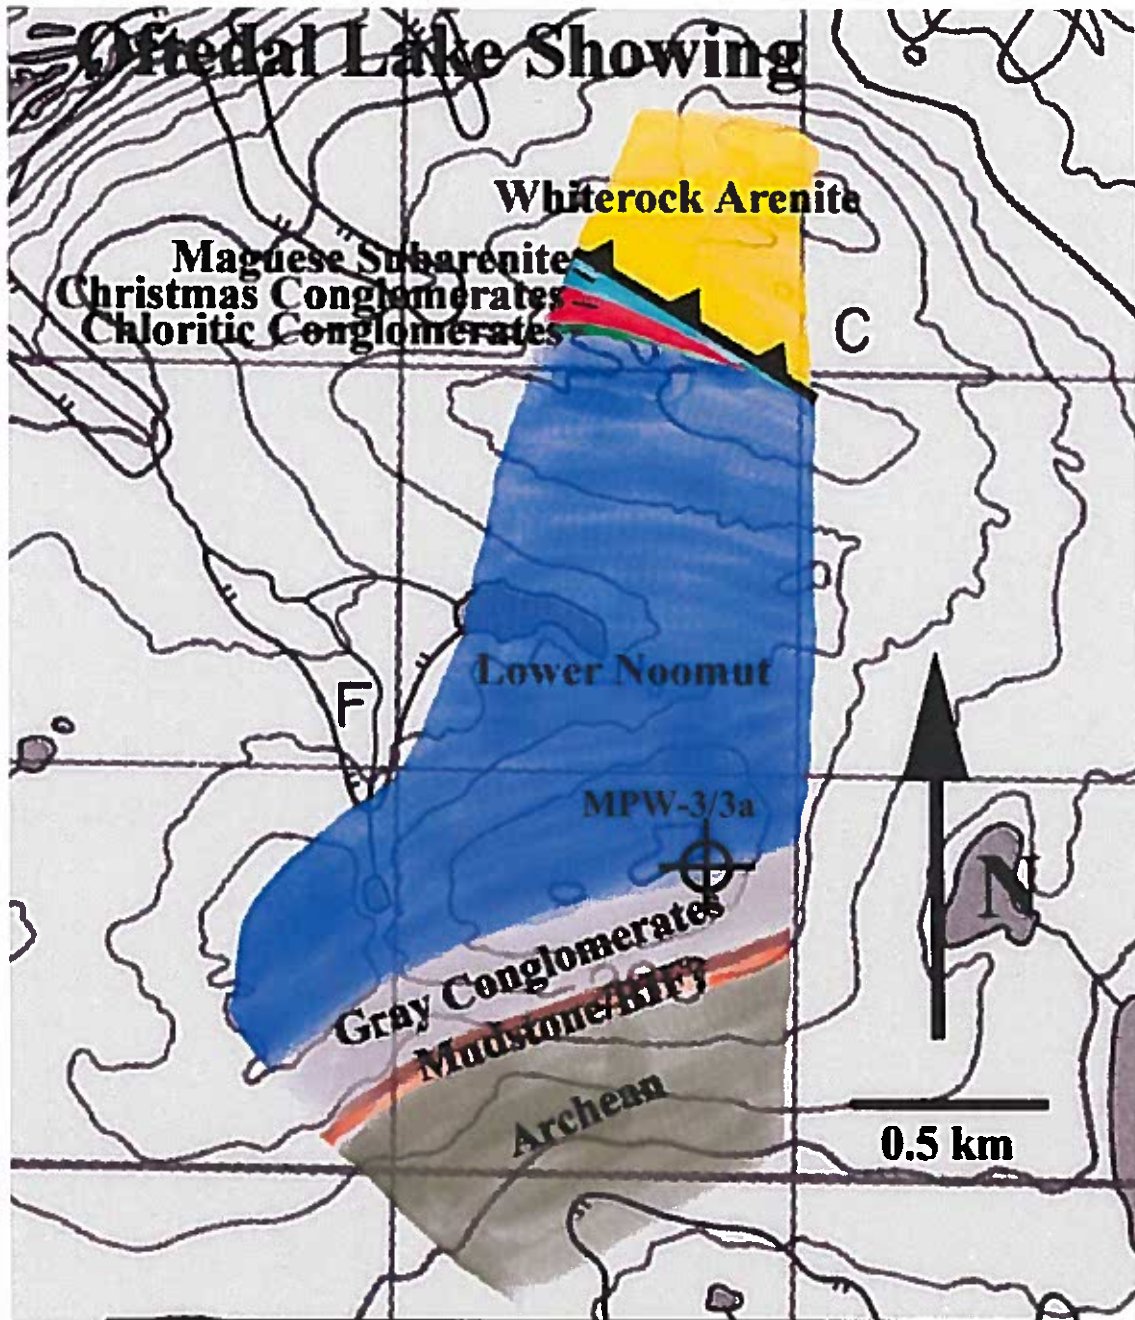 Oftedal Lake Showing
Whiterock Arenite
Maguese Subarenite
Christmas Conglomerates
Chloritic Conglomerates
C
Lower Noomut
F
MPW-3/3a
N
Gray Conglomerates
Mudstone/BIF
Archean
0.5 km